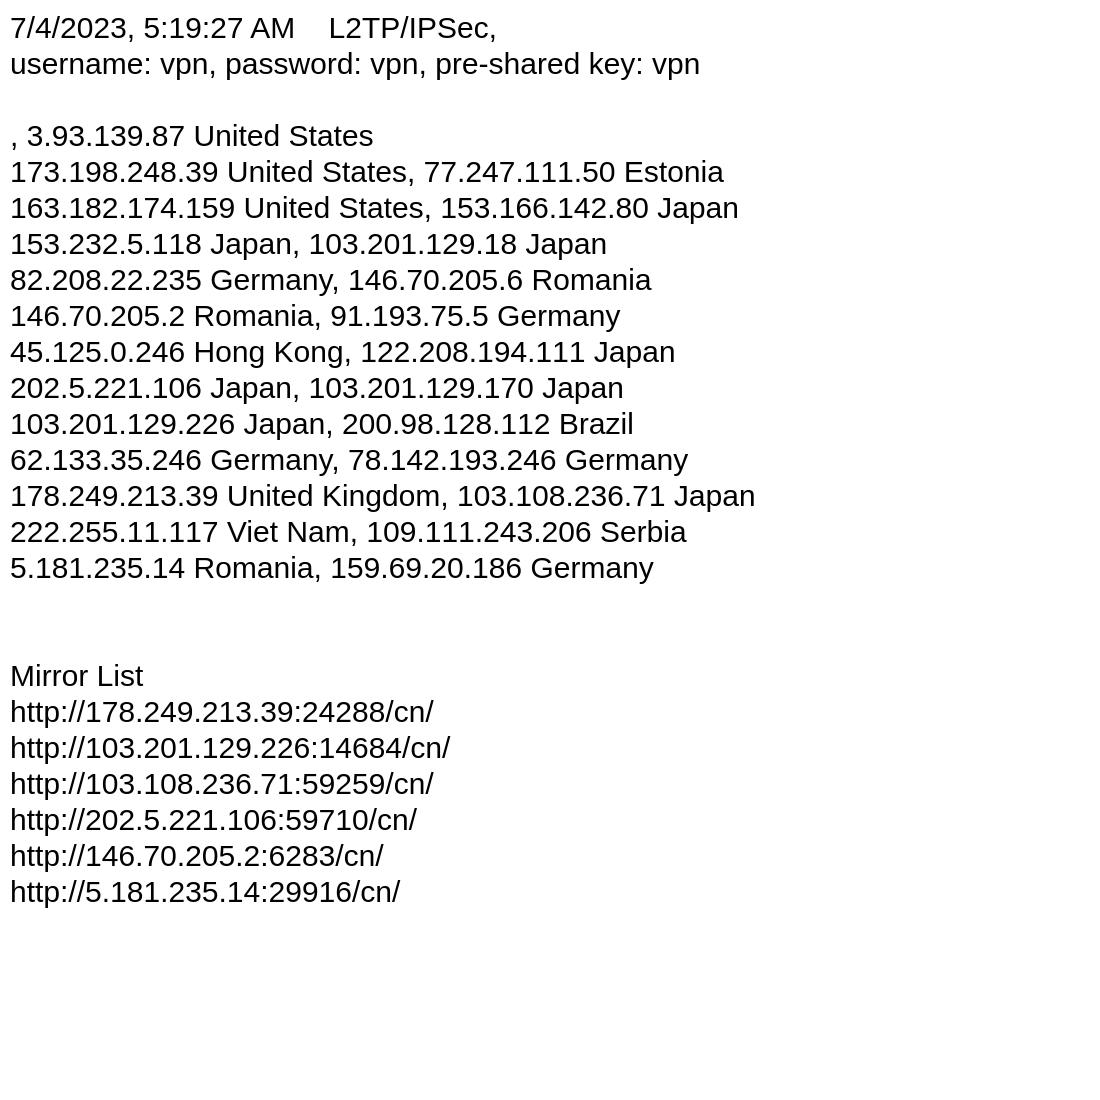 7/4/2023, 5:19:27 AM    L2TP/IPSec,
username: vpn, password: vpn, pre-shared key: vpn
, 3.93.139.87 United States
173.198.248.39 United States, 77.247.111.50 Estonia
163.182.174.159 United States, 153.166.142.80 Japan
153.232.5.118 Japan, 103.201.129.18 Japan
82.208.22.235 Germany, 146.70.205.6 Romania
146.70.205.2 Romania, 91.193.75.5 Germany
45.125.0.246 Hong Kong, 122.208.194.111 Japan
202.5.221.106 Japan, 103.201.129.170 Japan
103.201.129.226 Japan, 200.98.128.112 Brazil
62.133.35.246 Germany, 78.142.193.246 Germany
178.249.213.39 United Kingdom, 103.108.236.71 Japan
222.255.11.117 Viet Nam, 109.111.243.206 Serbia
5.181.235.14 Romania, 159.69.20.186 Germany
Mirror List
http://178.249.213.39:24288/cn/
http://103.201.129.226:14684/cn/
http://103.108.236.71:59259/cn/
http://202.5.221.106:59710/cn/
http://146.70.205.2:6283/cn/
http://5.181.235.14:29916/cn/